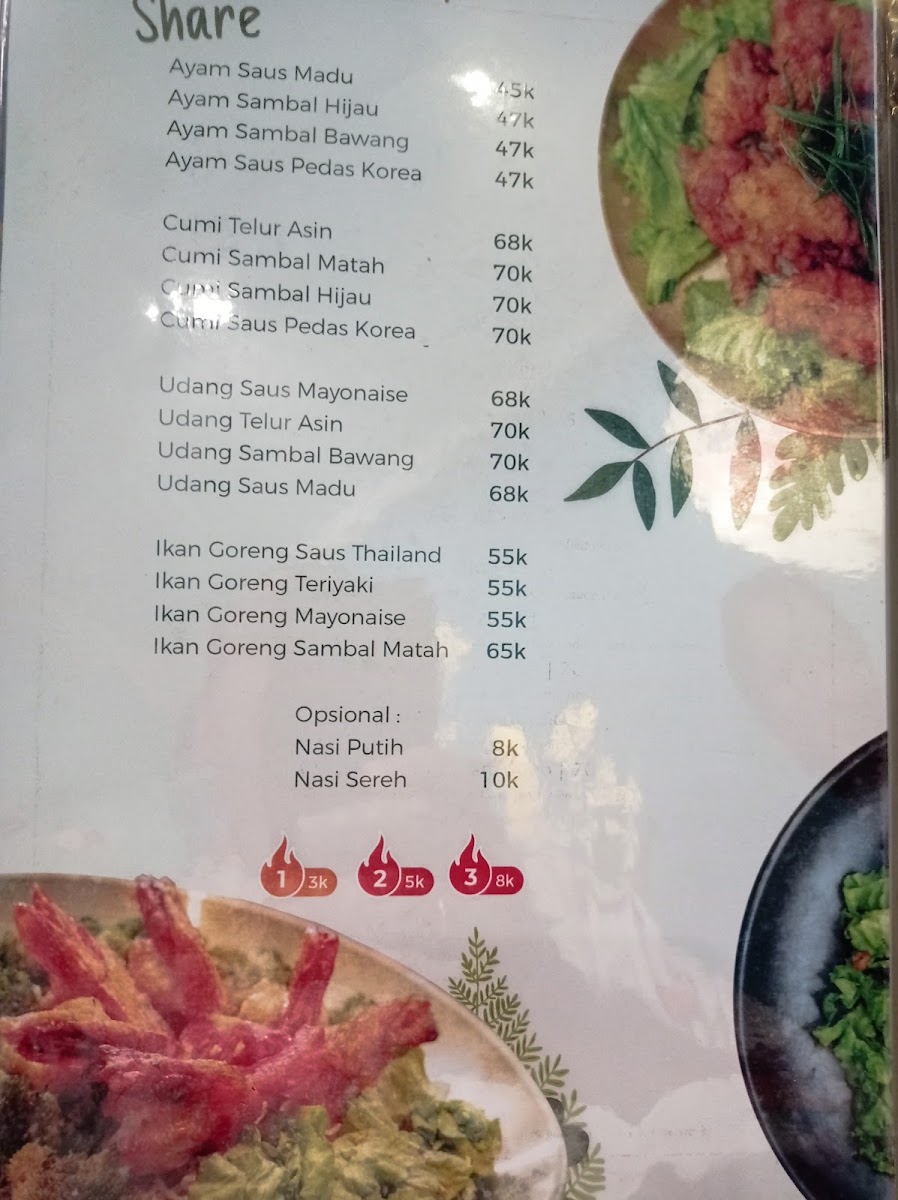 Share
Ayam Saus Madu 45k
Ayam Sambal Hijau 47k
Ayam Sambal Bawang 47k
Ayam Saus Pedas Korea 47k
Cumi Telur Asin 68k
Cumi Sambal Matah 70k
Cumi Sambal Hijau 70k
Cumi Saus Pedas Korea 70k
Udang Saus Mayonaise 68k
Udang Telur Asin 70k
Udang Sambal Bawang 70k
Udang Saus Madu 68k
Ikan Goreng Saus Thailand 55k
Ikan Goreng Teriyaki 55k
Ikan Goreng Mayonaise 55k
Ikan Goreng Sambal Matah 65k
Opsional :
Nasi Putih 8k
Nasi Sereh 10k
1 3k 2 5k 3 8k